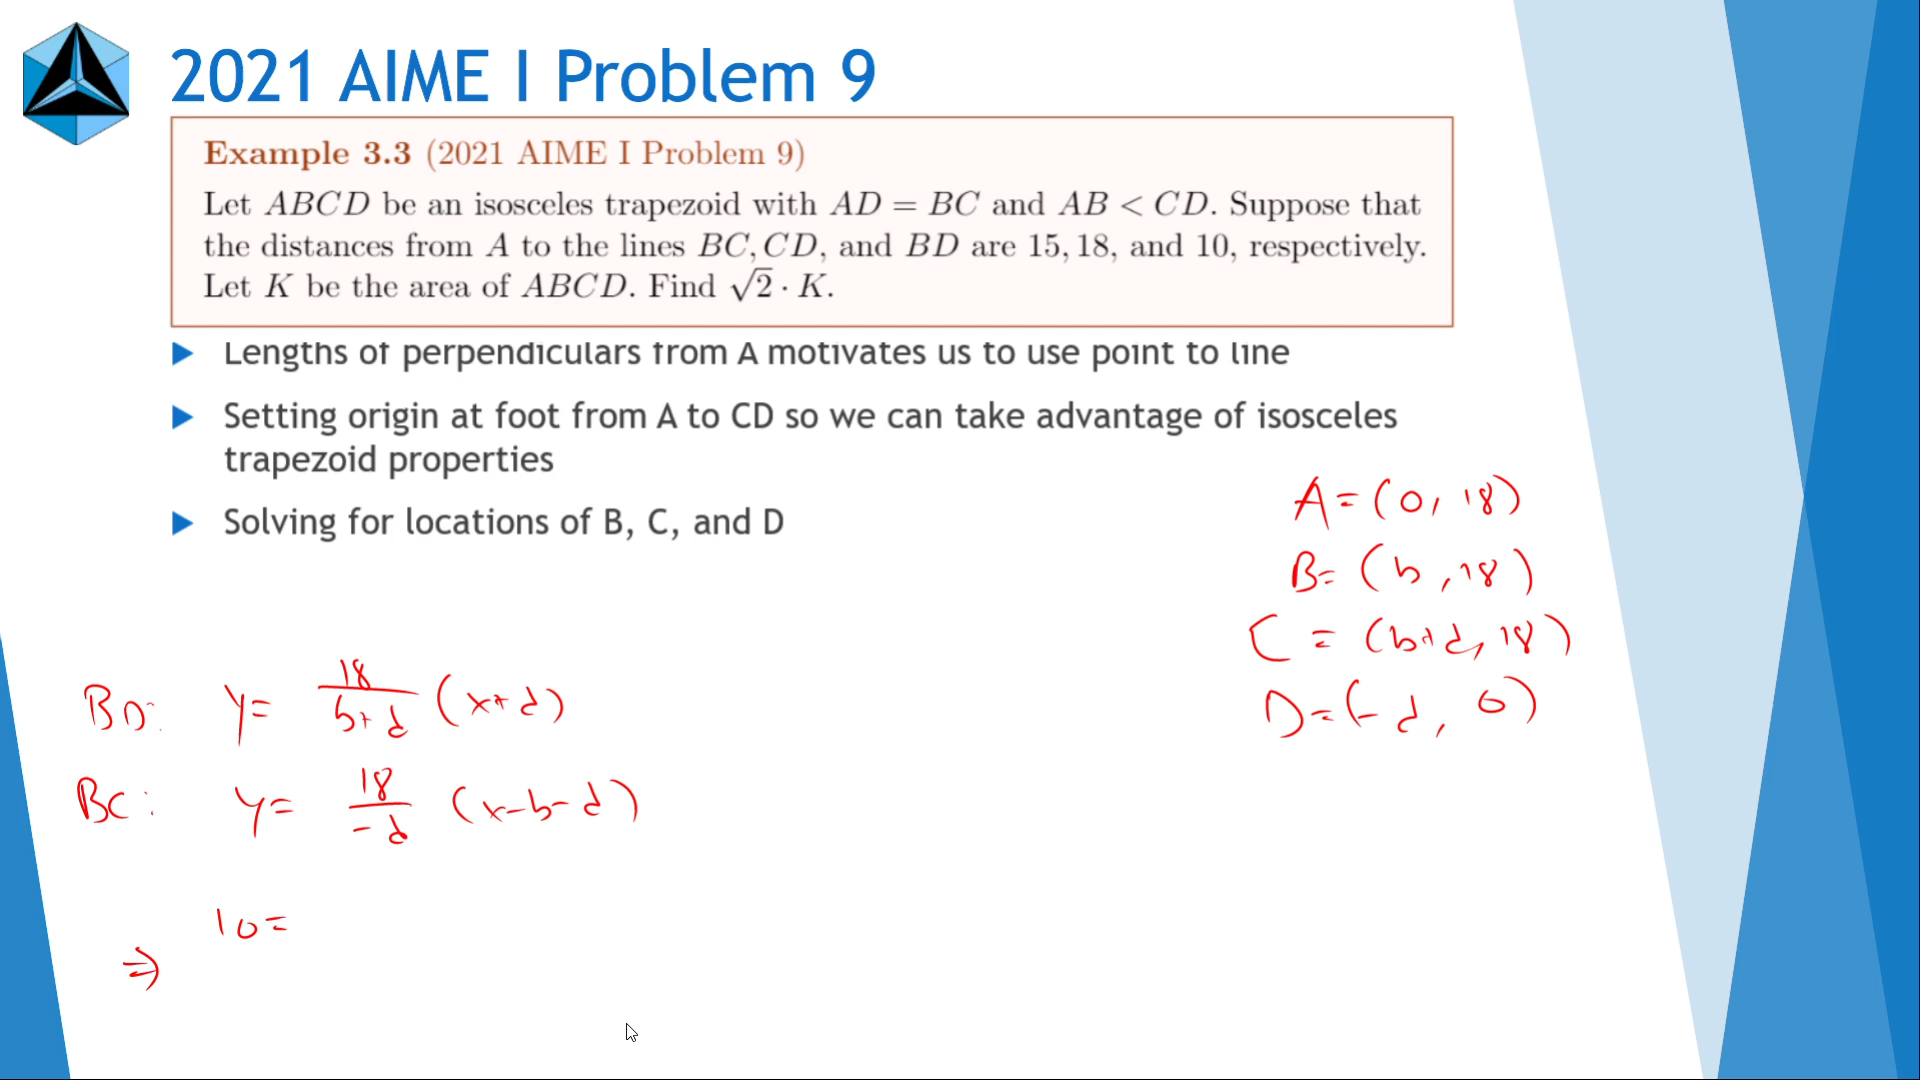 2021 AIME I Problem 9
Example 3.3 (2021 AIME I Problem 9)
Let ABCD be an isosceles trapezoid with AD = BC and AB < CD. Suppose that
the distances from A to the lines BC, CD, and BD are 15, 18, and 10, respectively.
Let K be the area of ABCD. Find √2 · K.
Lengths of perpendiculars from A motivates us to use point to line
Setting origin at foot from A to CD so we can take advantage of isosceles
trapezoid properties
Solving for locations of B, C, and D
A = (0, 18)
B = (b, 18)
C = (b+d, 18)
D = (-d, 0)
BD: y = 18/(b+d) (x+d)
BC: y = 18/-d (x-b-d)
10 =
⇒